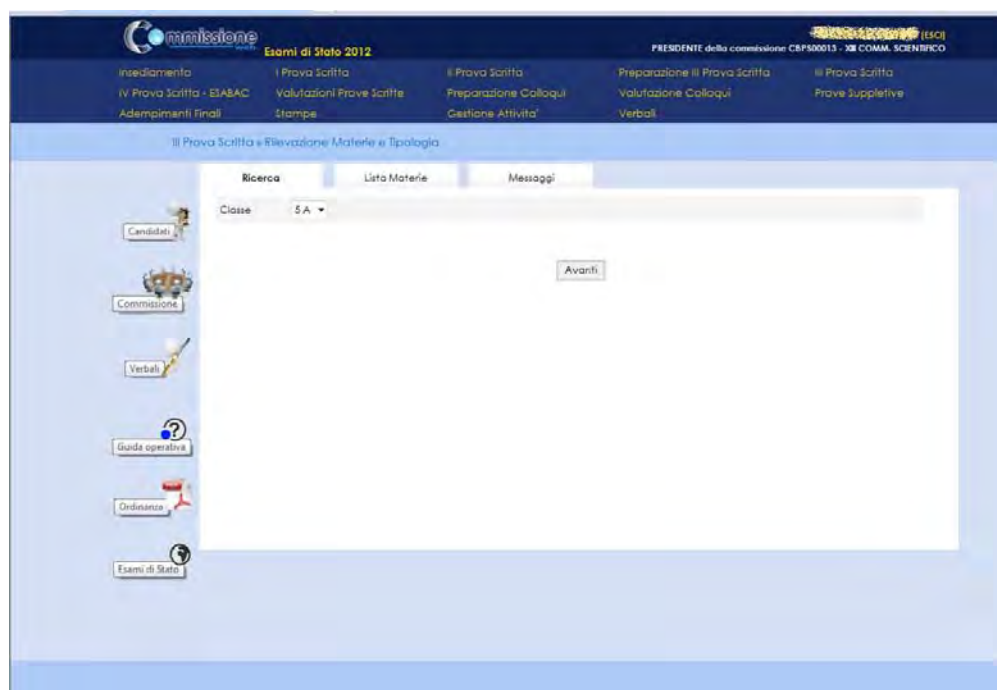 Commissione
web
Esami di Stato 2012
[ESCI]
PRESIDENTE della commissione CBPS00013 - XIII COMM. SCIENTIFICO
Insediamento I Prova Scritta II Prova Scritta Preparazione III Prova Scritta III Prova Scritta
IV Prova Scritta - ESABAC Valutazioni Prove Scritte Preparazione Colloqui Valutazione Colloqui Prove Suppletive
Adempimenti Finali Stampe Gestione Attivita' Verbali
III Prova Scritta » Rilevazione Materie e Tipologia
Ricerca Lista Materie Messaggi
Classe 5 A
Candidati
Avanti
Commissione
Verbali
Guida operativa
Ordinanza
Esami di Stato